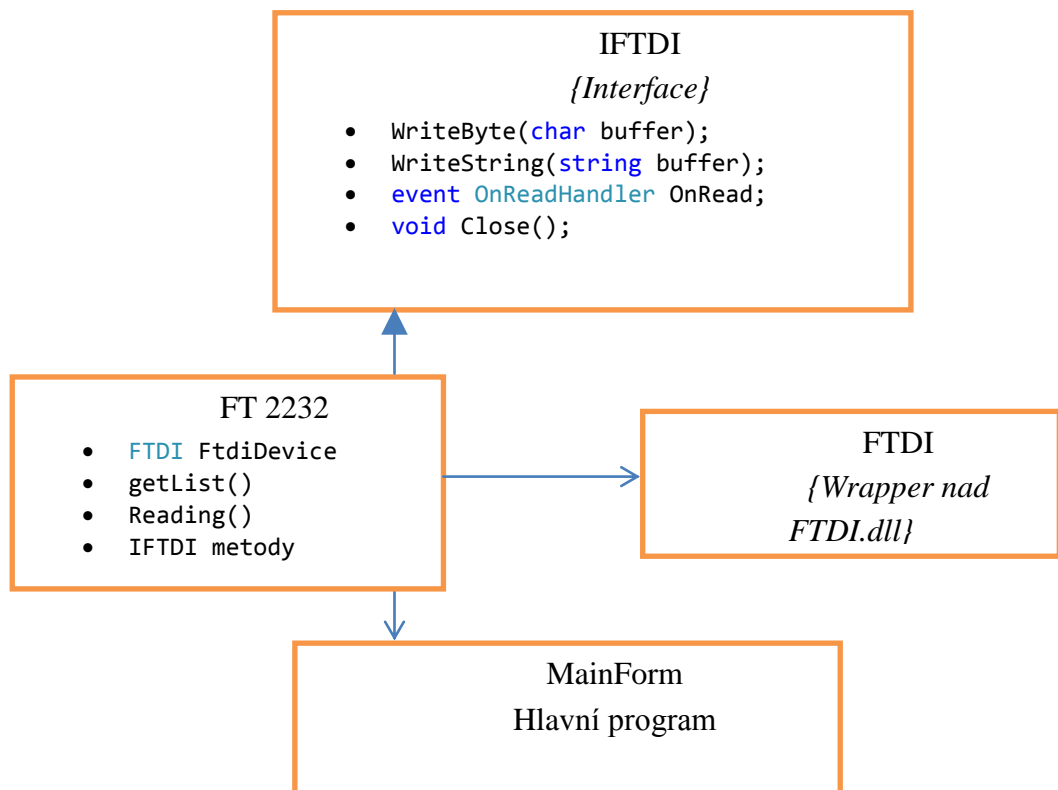 IFTDI
{Interface}
• WriteByte(char buffer);
• WriteString(string buffer);
• event OnReadHandler OnRead;
• void Close();
FT 2232
• FTDI FtdiDevice
• getList()
• Reading()
• IFTDI metody
FTDI
{Wrapper nad
FTDI.dll}
MainForm
Hlavní program